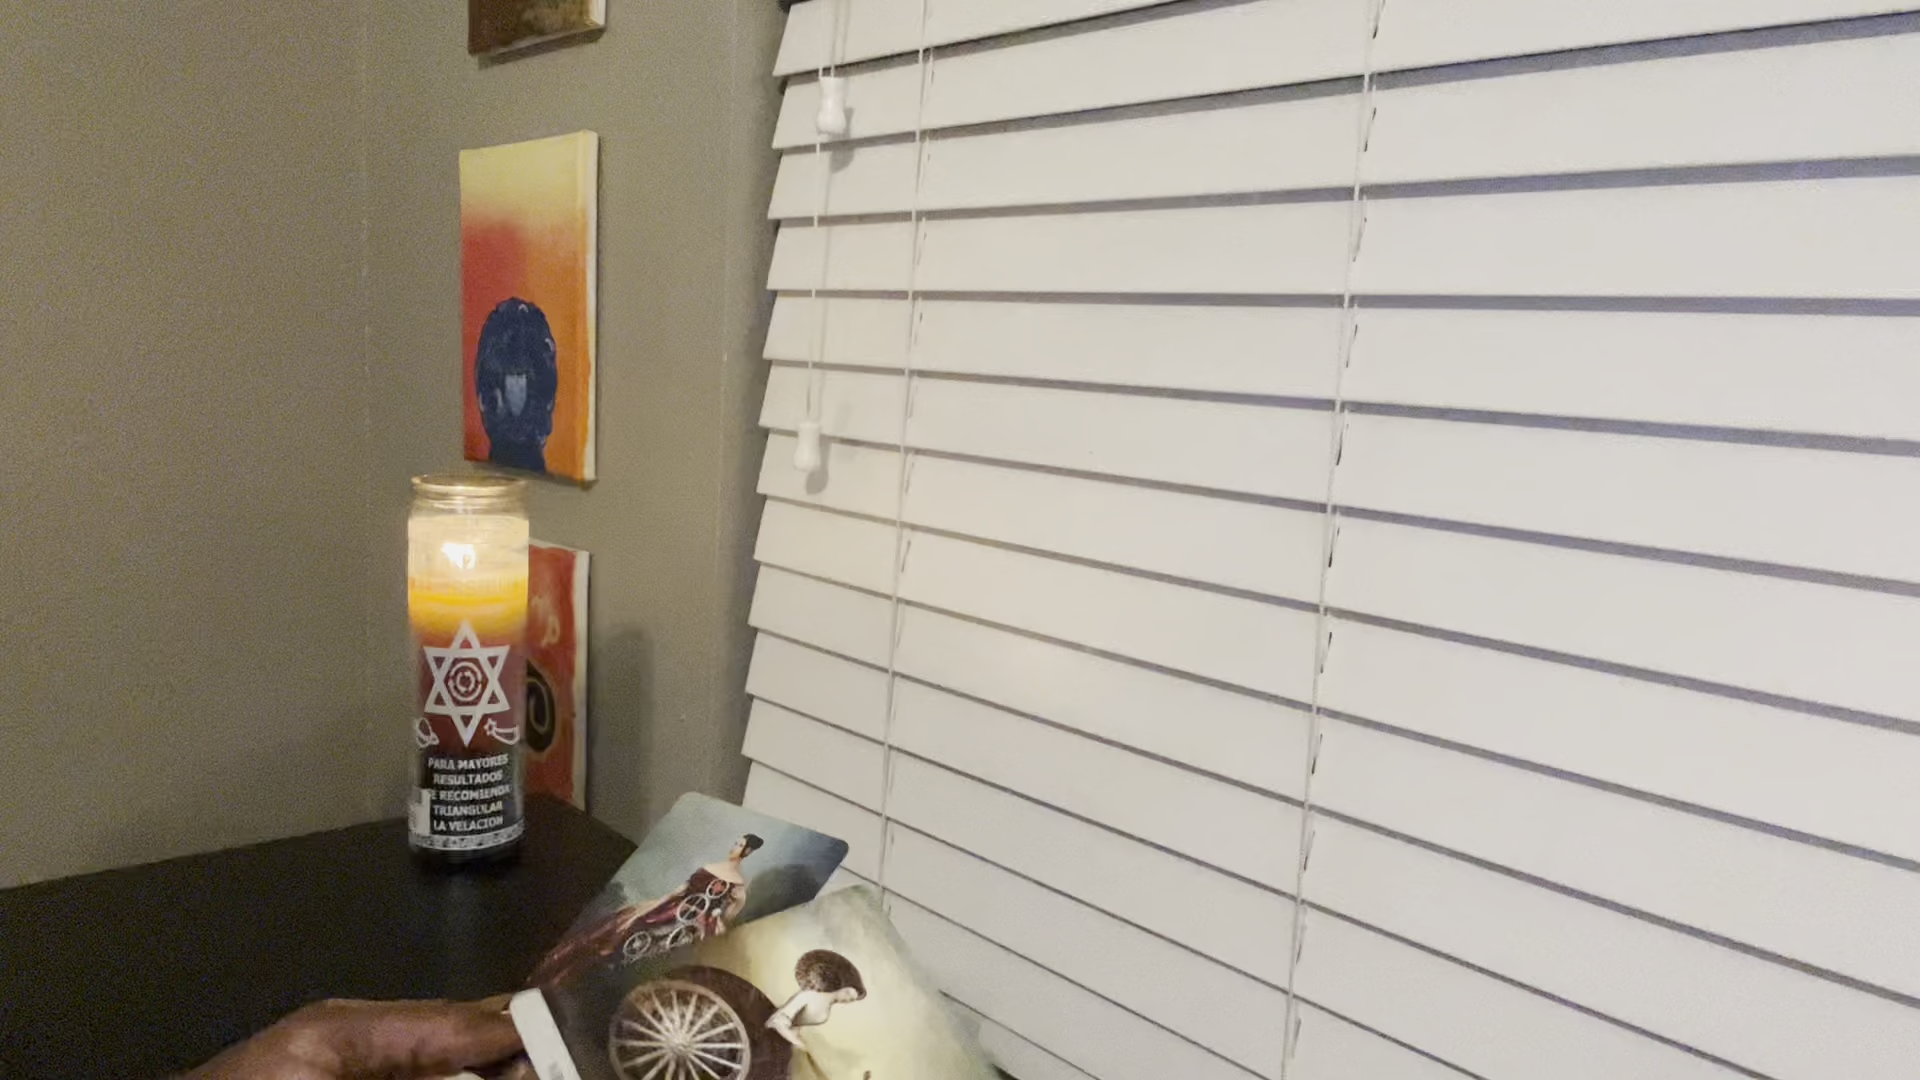 PARA MAYORES
RESULTADOS
E RECOMIENDA
TRIANGULAR
LA VELACION